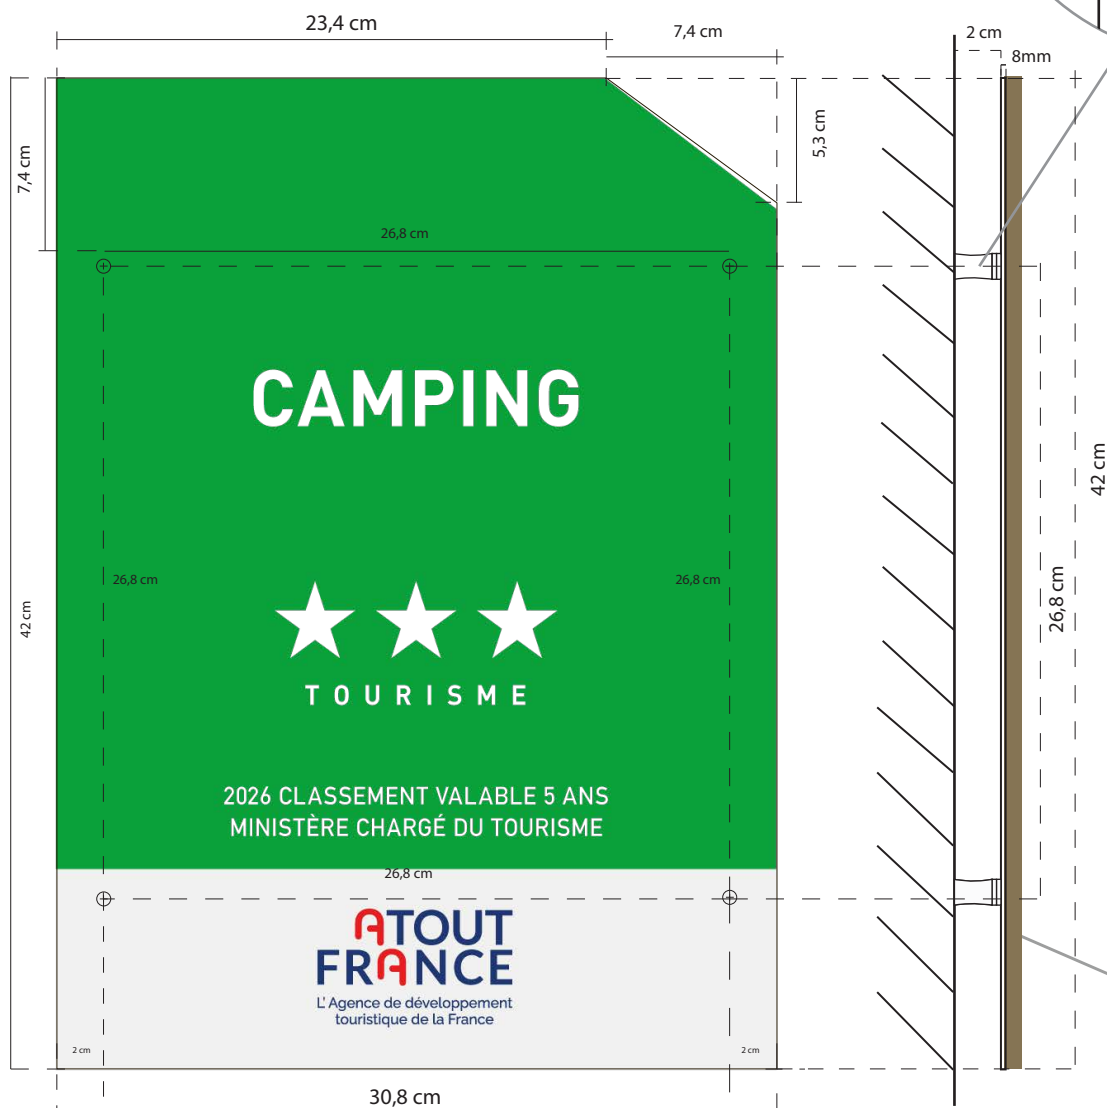 23,4 cm
7,4 cm
2 cm
8mm
5,3 cm
7,4 cm
26,8 cm
CAMPING
42 cm
26,8 cm
26,8 cm
26,8 cm
42 cm
TOURISME
2026 CLASSEMENT VALABLE 5 ANS
MINISTÈRE CHARGÉ DU TOURISME
26,8 cm
ATOUT
FRANCE
L'Agence de développement
touristique de la France
2 cm
2 cm
30,8 cm